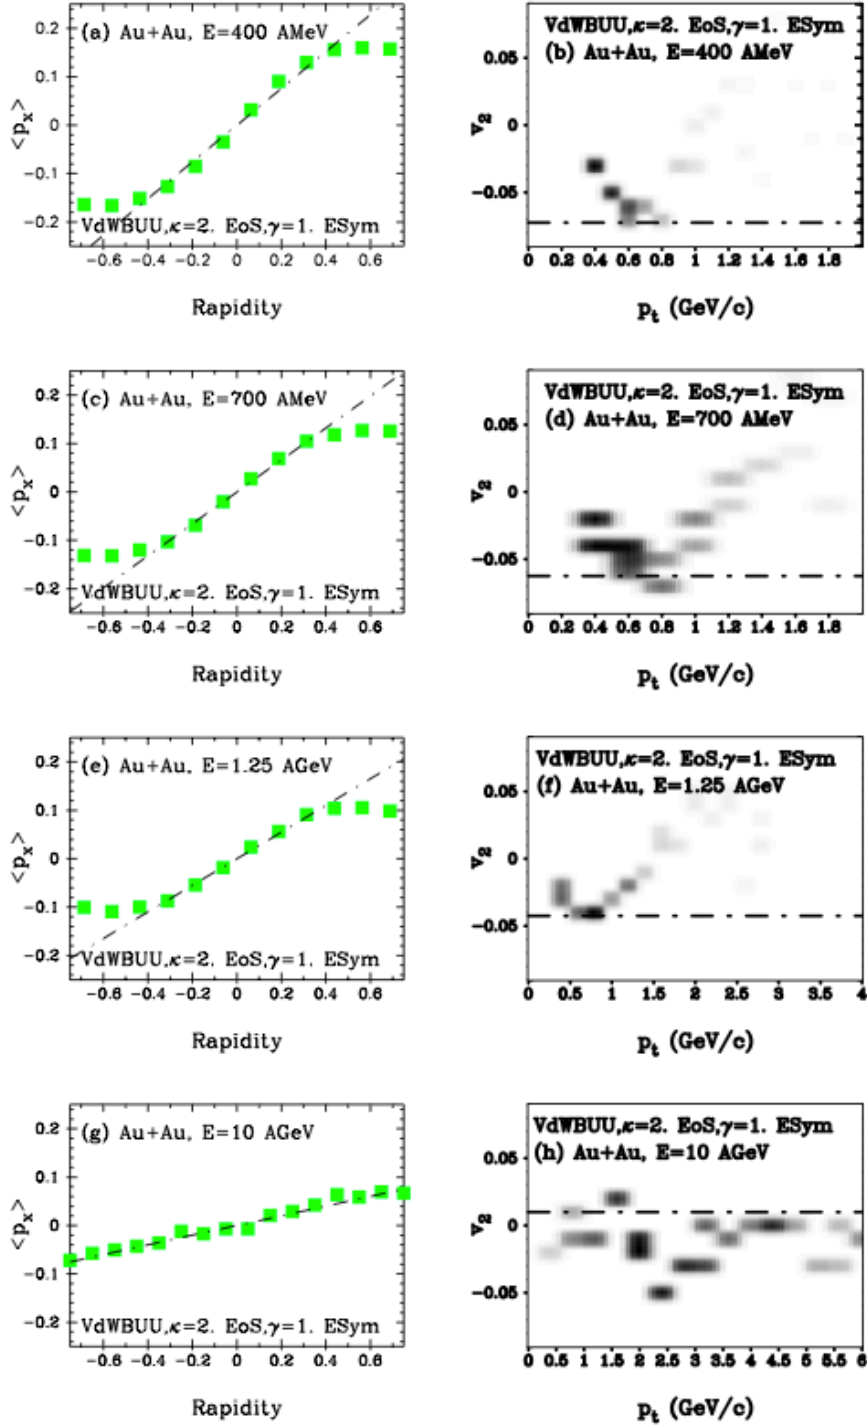 (a) Au+Au, E=400 AMeV
0.2
0.1
0
-0.1
-0.2
<pₓ>
VdWBUU,κ=2. EoS,γ=1. ESym
-0.6 -0.4 -0.2 0 0.2 0.4 0.6
Rapidity
VdWBUU,κ=2. EoS,γ=1. ESym
(b) Au+Au, E=400 AMeV
0.05
0
-0.05
v₂
0 0.2 0.4 0.6 0.8 1 1.2 1.4 1.6 1.8
pₜ (GeV/c)
(c) Au+Au, E=700 AMeV
0.2
0.1
0
-0.1
-0.2
<pₓ>
VdWBUU,κ=2. EoS,γ=1. ESym
-0.6 -0.4 -0.2 0 0.2 0.4 0.6
Rapidity
VdWBUU,κ=2. EoS,γ=1. ESym
(d) Au+Au, E=700 AMeV
0.05
0
-0.05
v₂
0 0.2 0.4 0.6 0.8 1 1.2 1.4 1.6 1.8
pₜ (GeV/c)
(e) Au+Au, E=1.25 AGeV
0.2
0.1
0
-0.1
-0.2
<pₓ>
VdWBUU,κ=2. EoS,γ=1. ESym
-0.6 -0.4 -0.2 0 0.2 0.4 0.6
Rapidity
VdWBUU,κ=2. EoS,γ=1. ESym
(f) Au+Au, E=1.25 AGeV
0.05
0
-0.05
v₂
0 0.5 1 1.5 2 2.5 3 3.5 4
pₜ (GeV/c)
(g) Au+Au, E=10 AGeV
0.2
0.1
0
-0.1
-0.2
<pₓ>
VdWBUU,κ=2. EoS,γ=1. ESym
-0.6 -0.4 -0.2 0 0.2 0.4 0.6
Rapidity
VdWBUU,κ=2. EoS,γ=1. ESym
(h) Au+Au, E=10 AGeV
0.05
0
-0.05
v₂
0 0.5 1 1.5 2 2.5 3 3.5 4 4.5 5 5.5 6
pₜ (GeV/c)